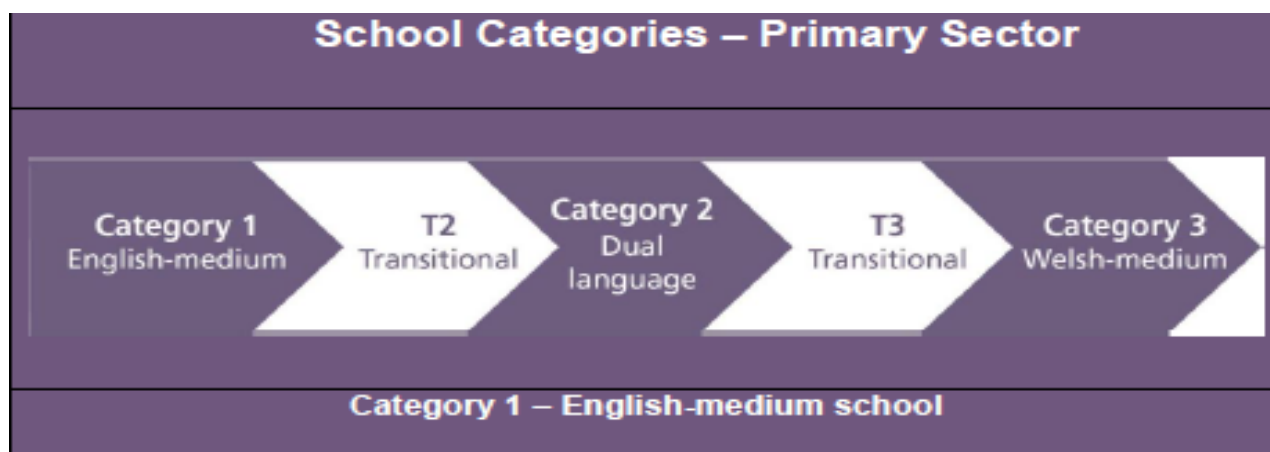 School Categories – Primary Sector
Category 1
English-medium
T2
Transitional
Category 2
Dual
language
T3
Transitional
Category 3
Welsh-medium
Category 1 – English-medium school